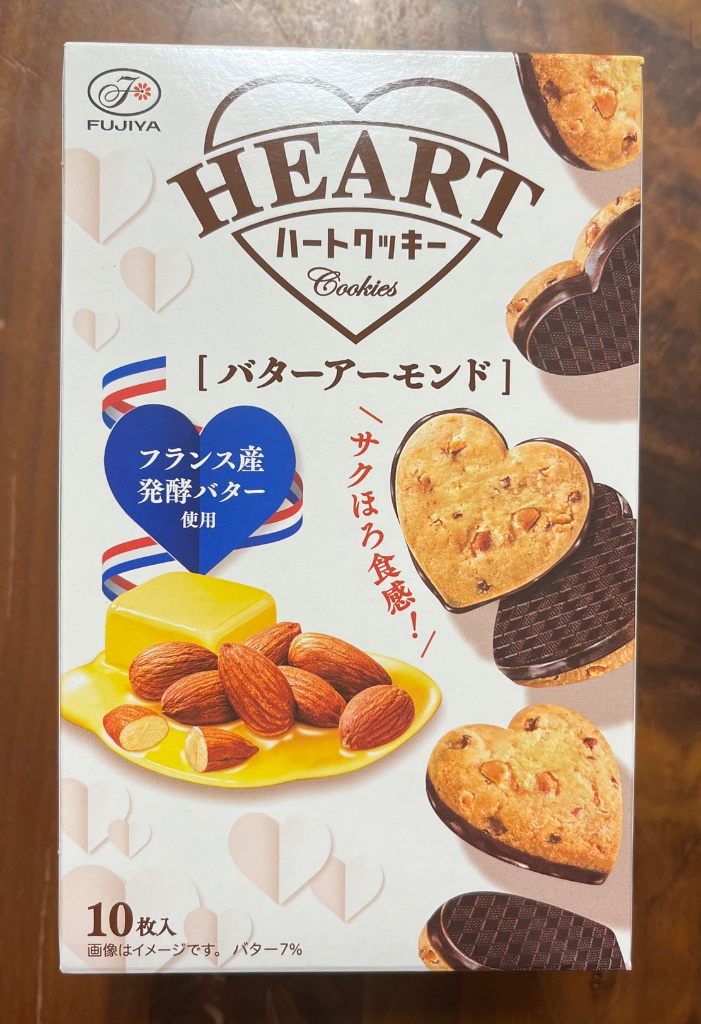 FUJIYA
HEART
ハートクッキー
Cookies
[バターアーモンド]
フランス産
発酵バター
使用
\サクほろ食感!/
10枚入
画像はイメージです。 バター7%